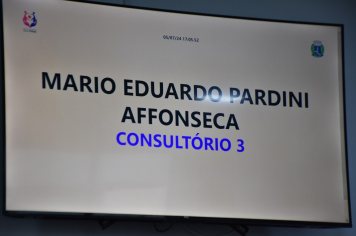 MARIO EDUARDO PARDINI
AFFONSECA
CONSULTÓRIO 3